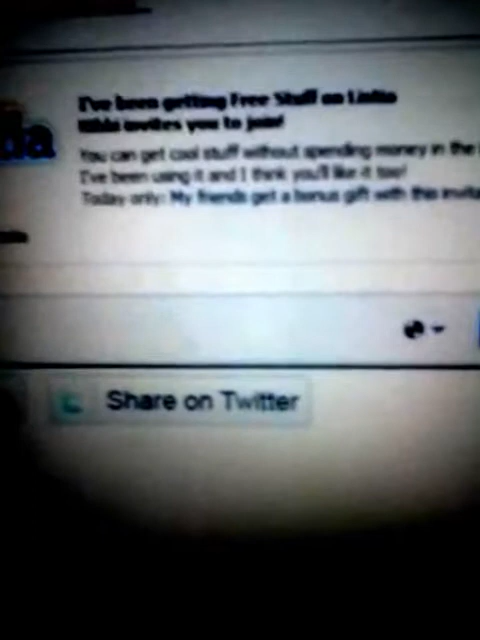 I've been getting Free Stuff on
invites you to join!
da
You can get cool stuff without spending money in the
I've been using it and I think you'll like it too!
Today only: My friends get a bonus gift with this
Share on Twitter